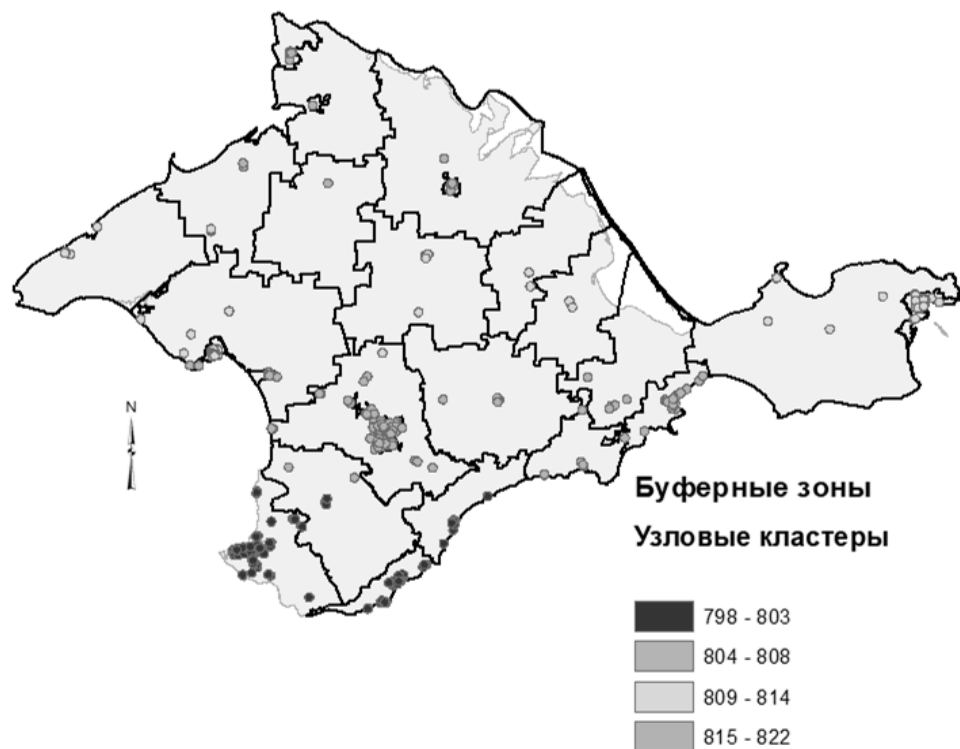 N
Буферные зоны
Узловые кластеры
798 - 803
804 - 808
809 - 814
815 - 822